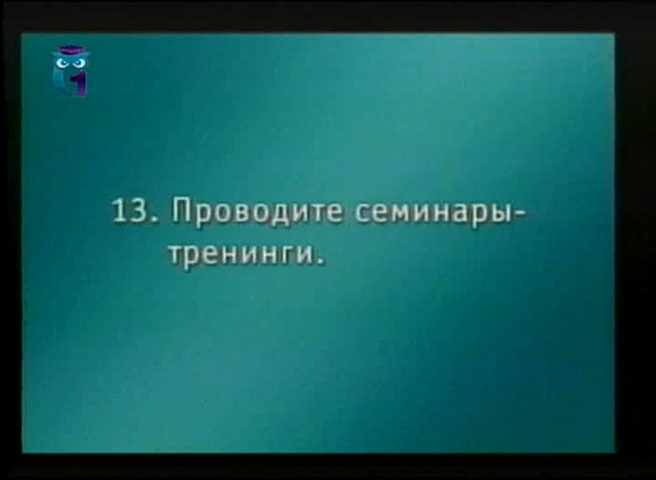 13. Проводите семинары-
тренинги.